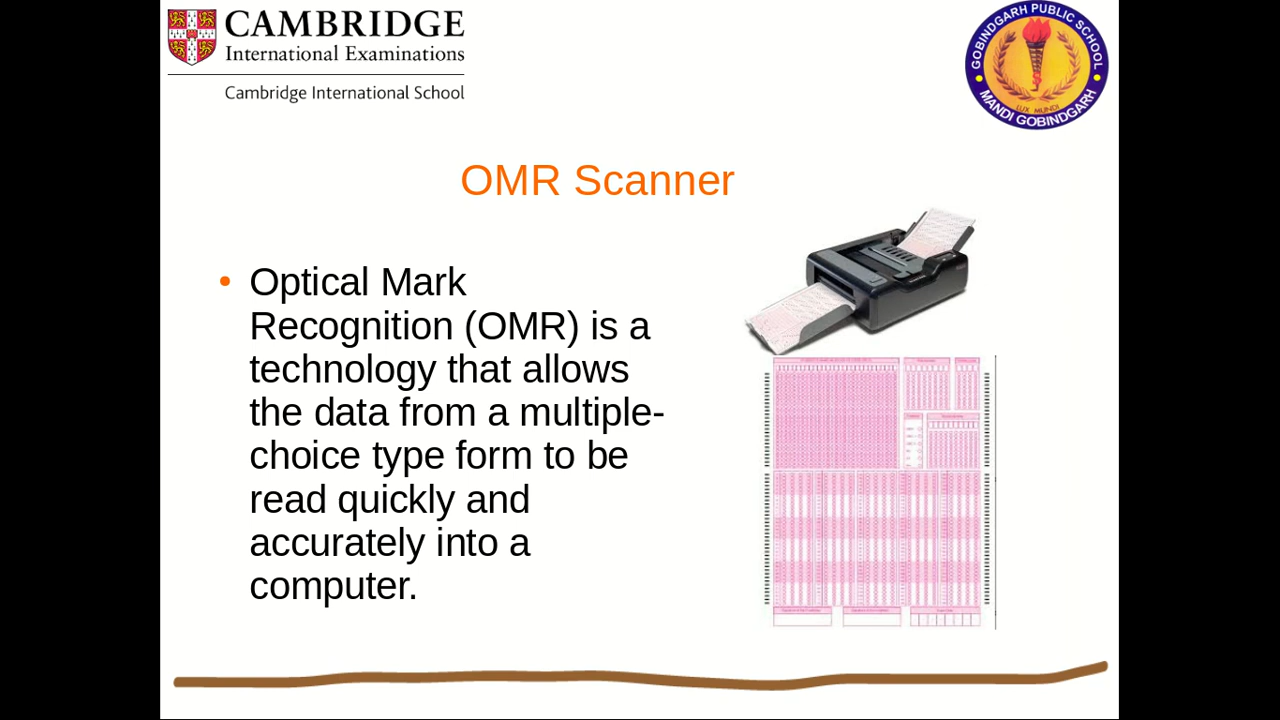 CAMBRIDGE
International Examinations
Cambridge International School
GOBINDGARH PUBLIC SCHOOL
LUX MUNDI
MANDI GOBINDGARH
OMR Scanner
• Optical Mark
Recognition (OMR) is a
technology that allows
the data from a multiple-
choice type form to be
read quickly and
accurately into a
computer.